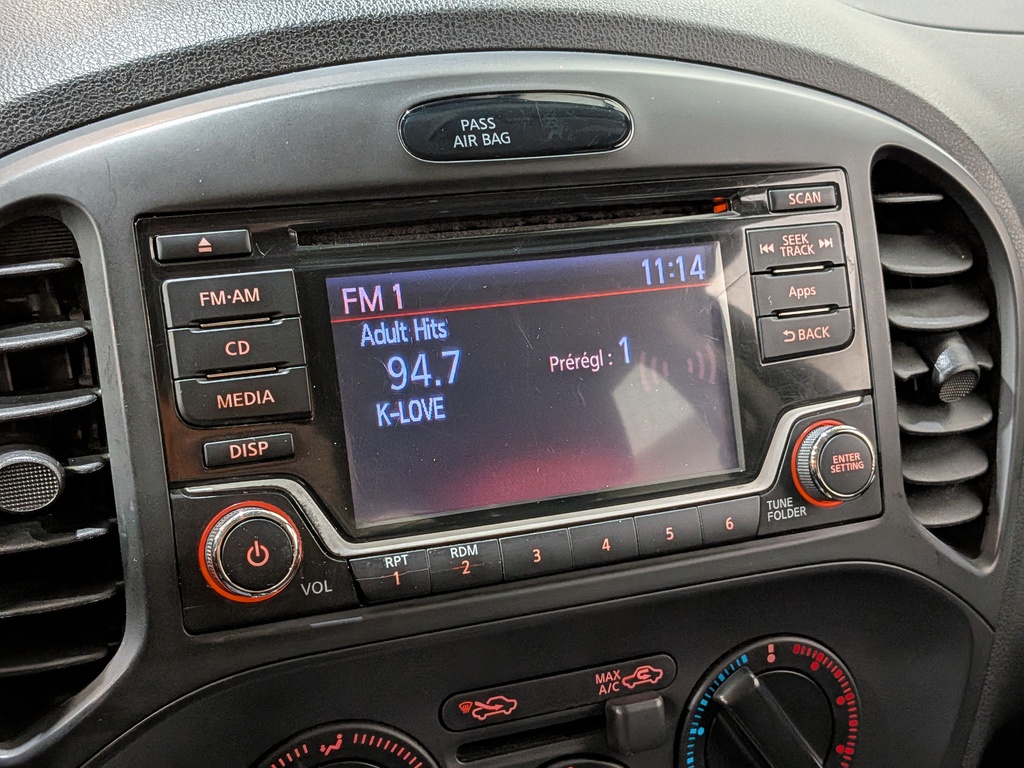 PASS
AIR BAG
SCAN
FM·AM
CD
MEDIA
DISP
FM 1 11:14
Adult Hits
94.7
Prérégl : 1
K-LOVE
SEEK
TRACK
Apps
BACK
ENTER
SETTING
TUNE
FOLDER
VOL
RPT RDM
1 2 3 4 5 6
MAX
A/C